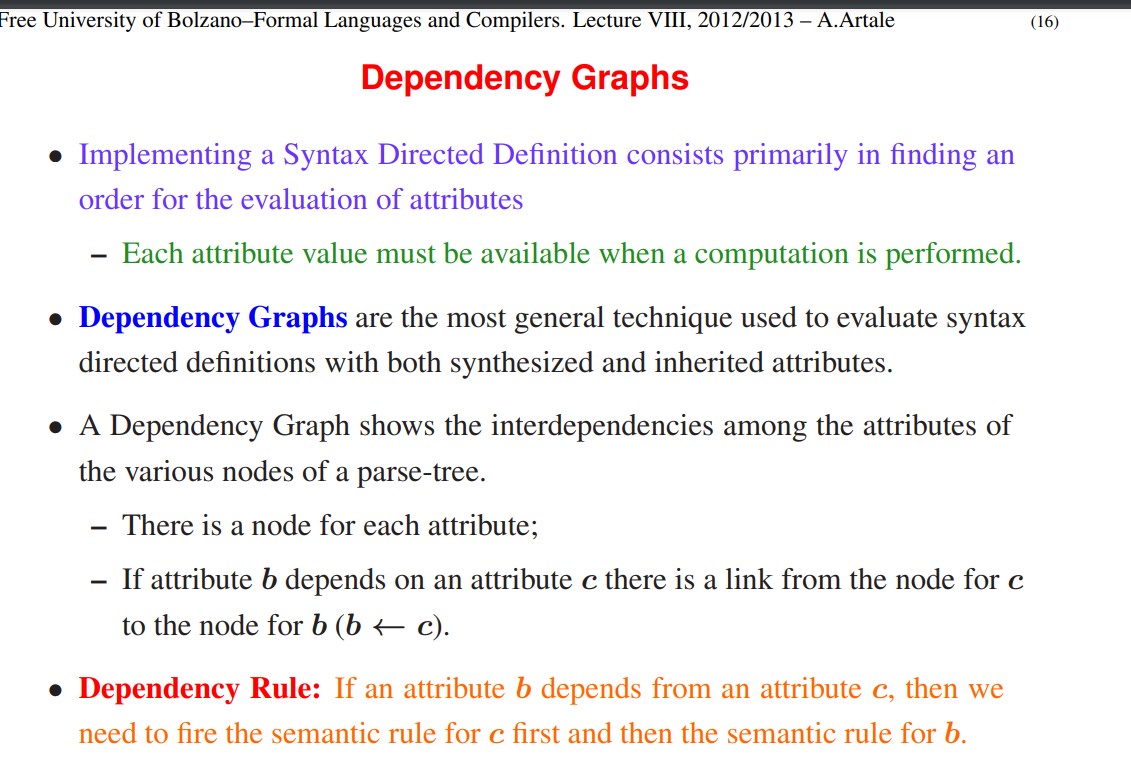 Free University of Bolzano–Formal Languages and Compilers. Lecture VIII, 2012/2013 – A.Artale (16)
Dependency Graphs
• Implementing a Syntax Directed Definition consists primarily in finding an
order for the evaluation of attributes
– Each attribute value must be available when a computation is performed.
• Dependency Graphs are the most general technique used to evaluate syntax
directed definitions with both synthesized and inherited attributes.
• A Dependency Graph shows the interdependencies among the attributes of
the various nodes of a parse-tree.
– There is a node for each attribute;
– If attribute b depends on an attribute c there is a link from the node for c
to the node for b (b ← c).
• Dependency Rule: If an attribute b depends from an attribute c, then we
need to fire the semantic rule for c first and then the semantic rule for b.